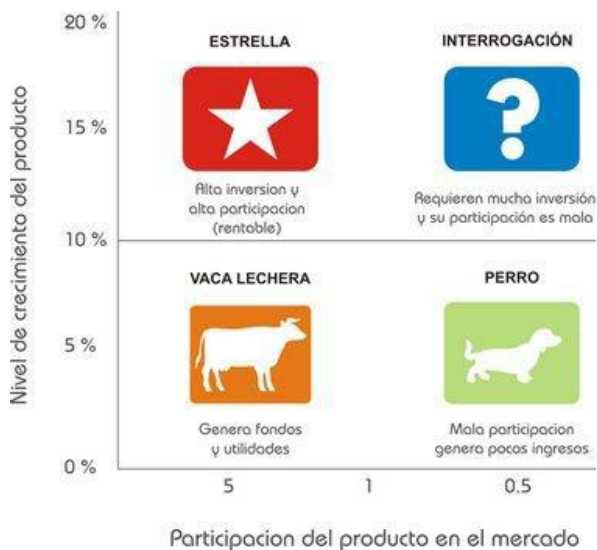 Nivel de crecimiento del producto
20 %
15 %
10 %
5 %
0 %
ESTRELLA
Alta inversion y
alta participacion
(rentable)
INTERROGACIÓN
?
Requieren mucha inversión
y su participación es mala
VACA LECHERA
Genera fondos
y utilidades
PERRO
Mala participacion
genera pocos ingresos
5
1
0.5
Participacion del producto en el mercado